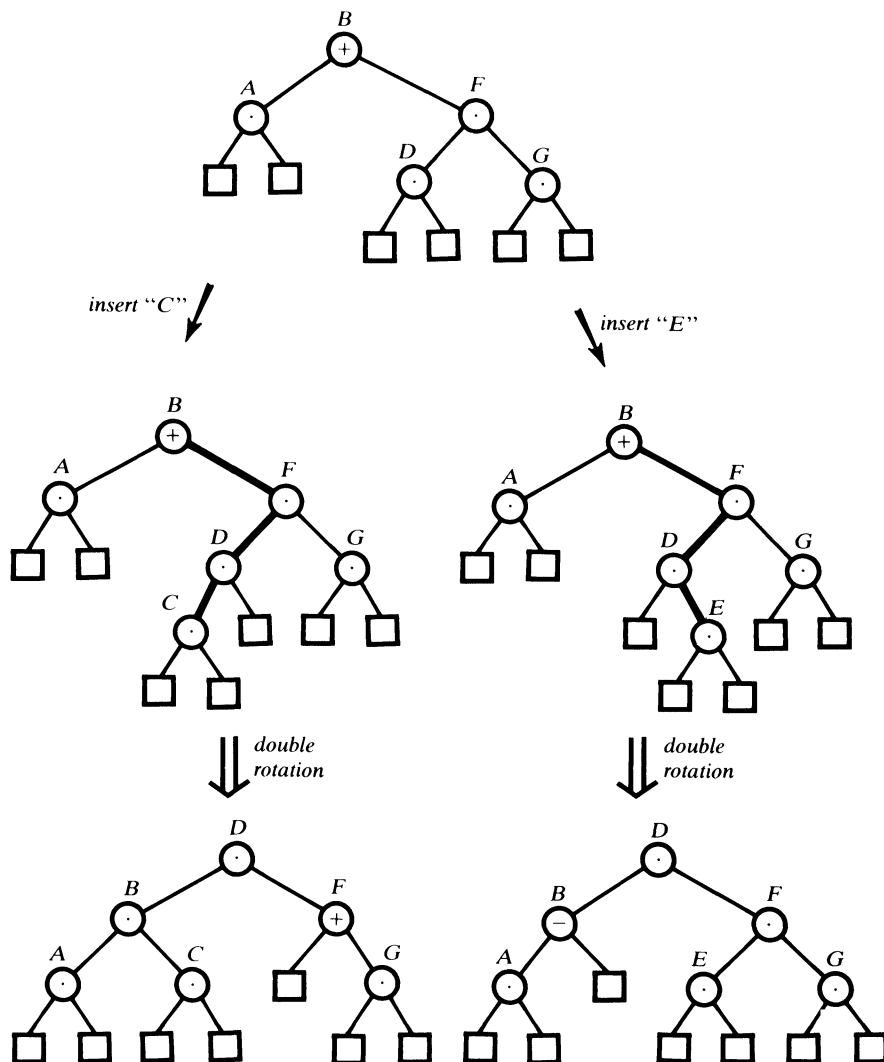 B
+
A
·
F
·
D
·
G
·
insert “C”
insert “E”
B
+
A
·
F
·
D
·
G
·
C
·
B
+
A
·
F
·
D
·
G
·
E
·
double
rotation
double
rotation
D
·
B
·
F
+
A
·
C
·
G
·
D
·
B
−
F
·
A
·
E
·
G
·